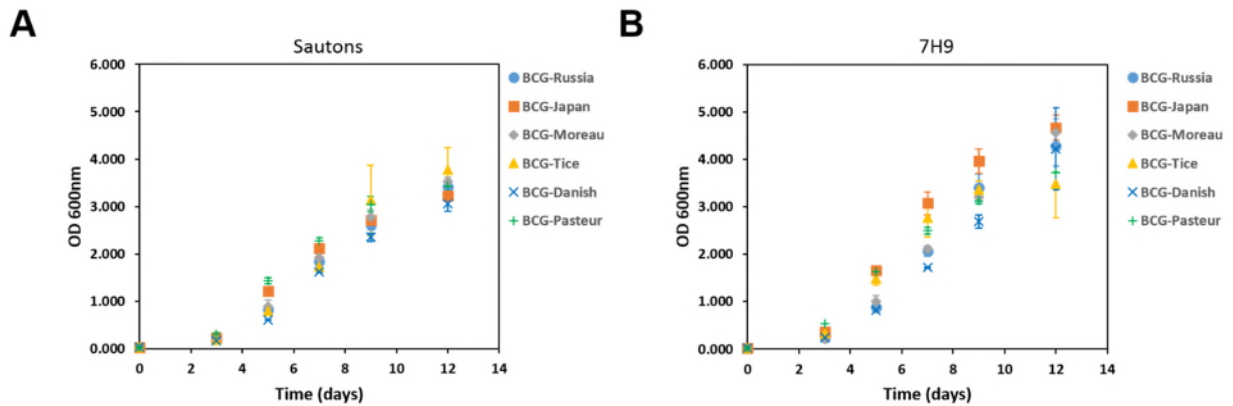 A
Sautons
6.000
5.000
4.000
3.000
2.000
1.000
0.000
OD 600nm
0 2 4 6 8 10 12 14
Time (days)
BCG-Russia
BCG-Japan
BCG-Moreau
BCG-Tice
BCG-Danish
BCG-Pasteur
B
7H9
6.000
5.000
4.000
3.000
2.000
1.000
0.000
OD 600nm
0 2 4 6 8 10 12 14
Time (days)
BCG-Russia
BCG-Japan
BCG-Moreau
BCG-Tice
BCG-Danish
BCG-Pasteur